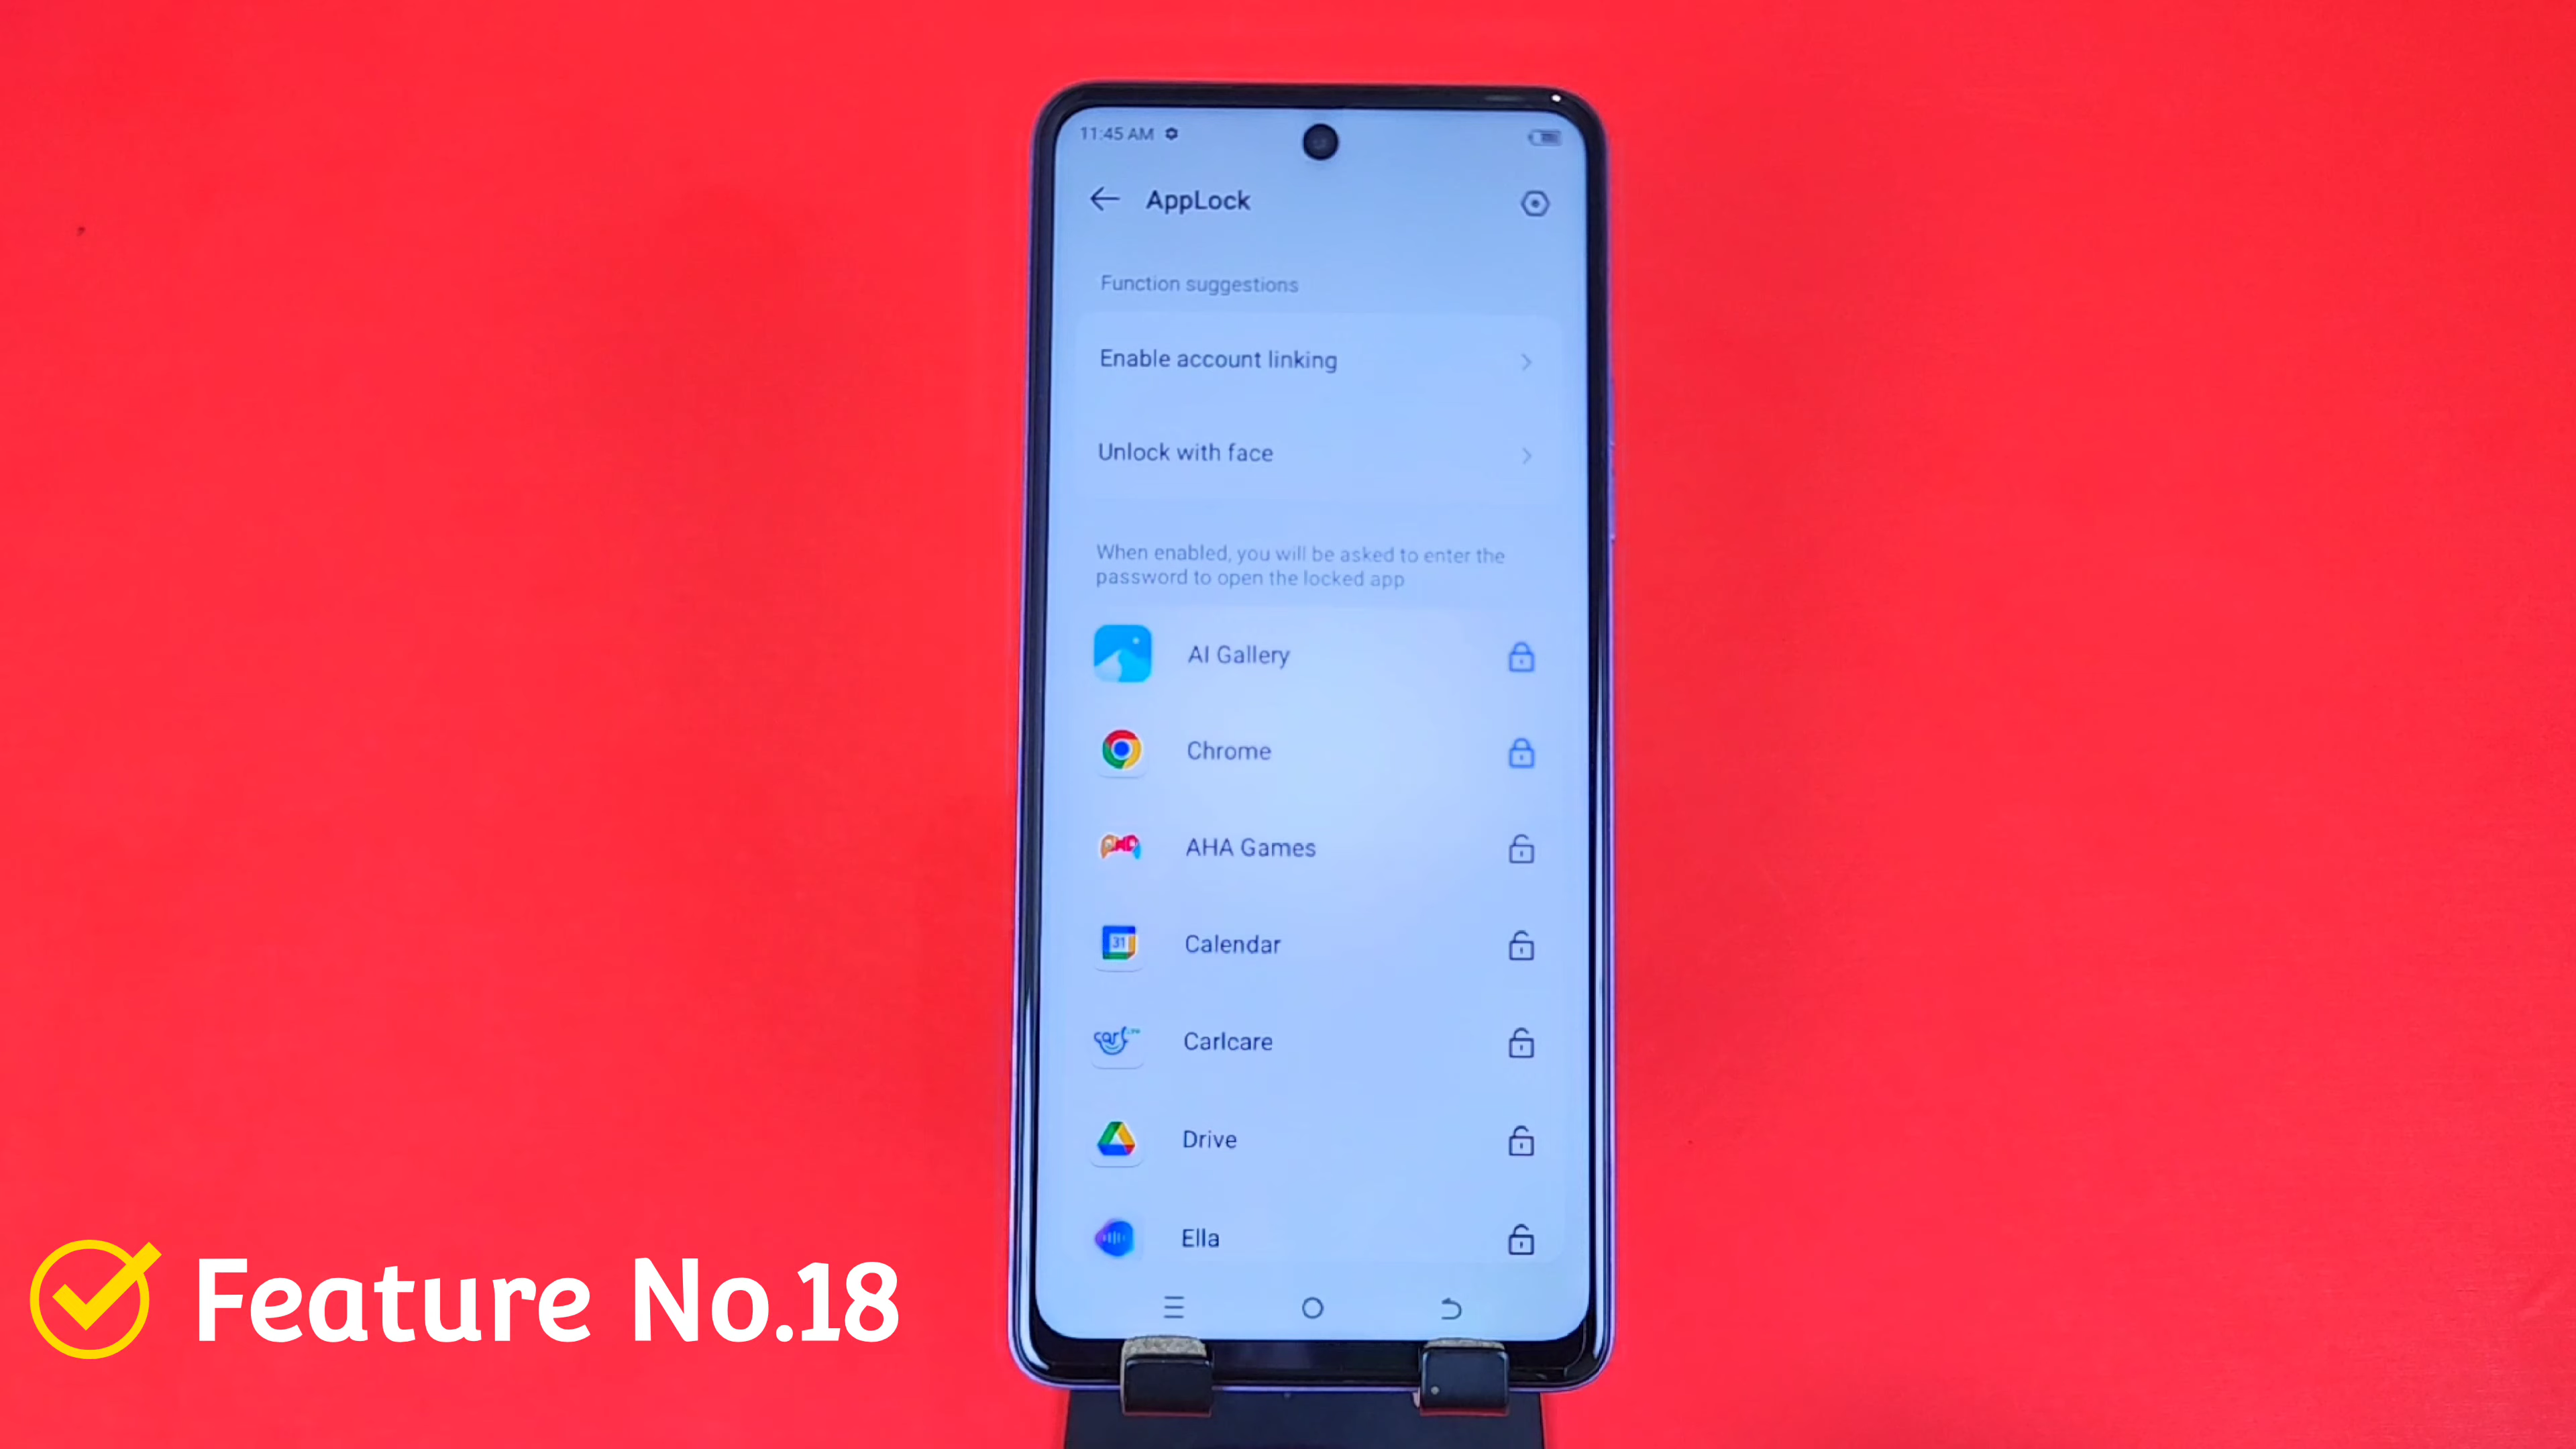 11:45 AM
AppLock
Function suggestions
Enable account linking
Unlock with face
When enabled, you will be asked to enter the
password to open the locked app
AI Gallery
Chrome
AHA Games
31
Calendar
carl
Carlcare
Drive
Ella
Feature No.18